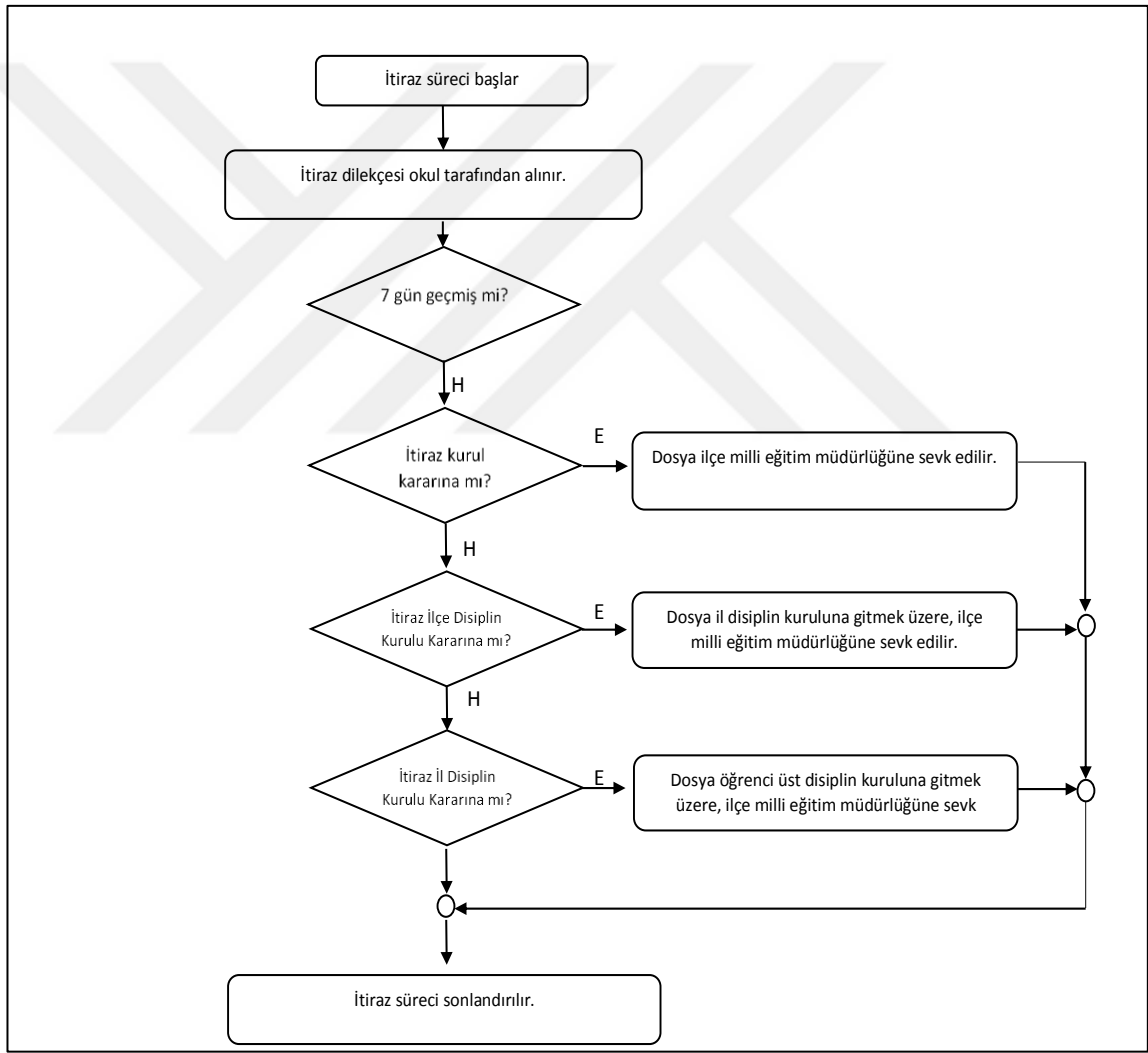 İtiraz süreci başlar
İtiraz dilekçesi okul tarafından alınır.
7 gün geçmiş mi?
H
İtiraz kurul
kararına mı?
E
Dosya ilçe milli eğitim müdürlüğüne sevk edilir.
H
İtiraz İlçe Disiplin
Kurulu Kararına mı?
E
Dosya il disiplin kuruluna gitmek üzere, ilçe
milli eğitim müdürlüğüne sevk edilir.
H
İtiraz İl Disiplin
Kurulu Kararına mı?
E
Dosya öğrenci üst disiplin kuruluna gitmek
üzere, ilçe milli eğitim müdürlüğüne sevk
İtiraz süreci sonlandırılır.